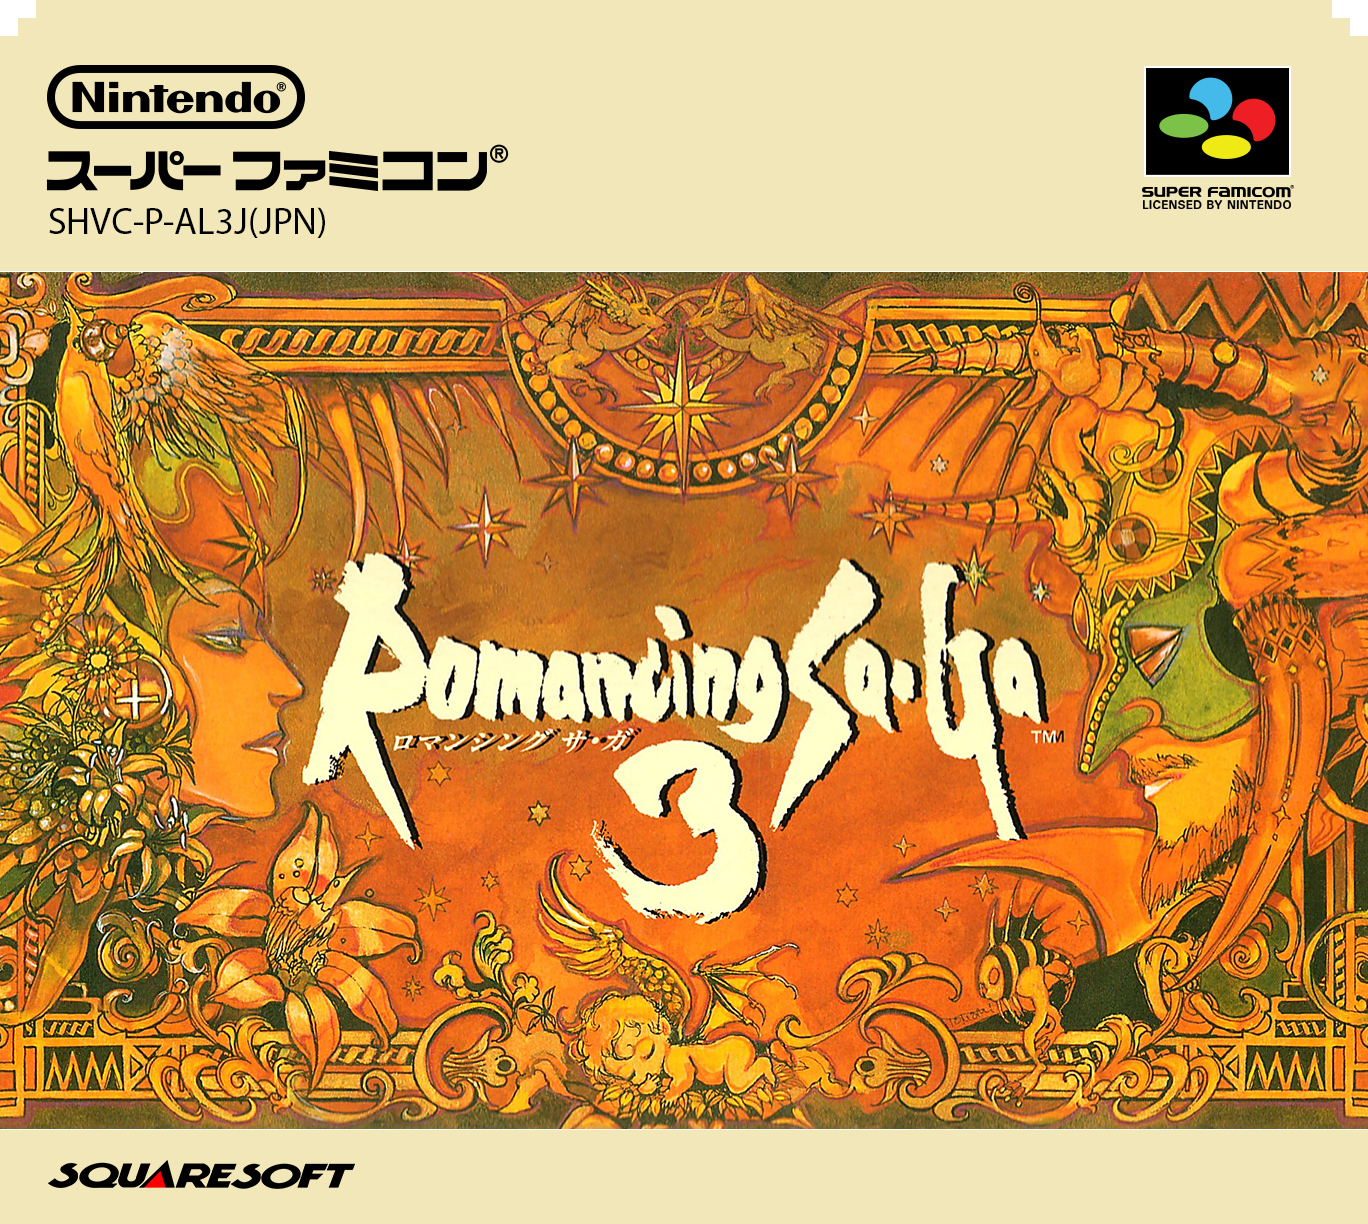 Nintendo®
スーパー ファミコン®
SHVC-P-AL3J(JPN)
SUPER FAMICOM®
LICENSED BY NINTENDO
Romancing Sa·Ga
TM
ロマンシング サ・ガ
3
SQUARESOFT